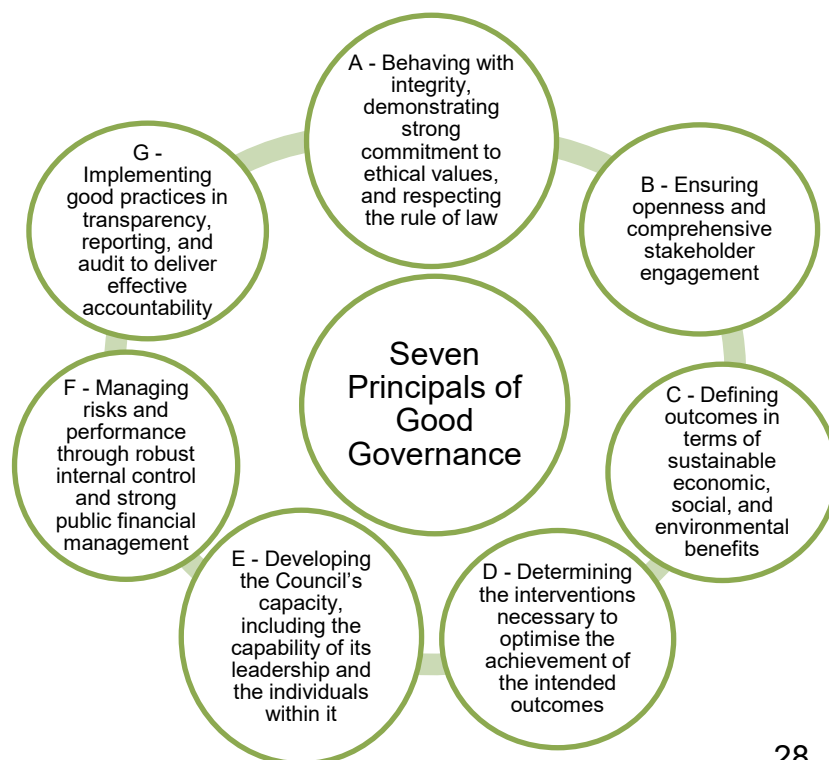 A - Behaving with
integrity,
demonstrating
strong
commitment to
ethical values,
and respecting
the rule of law
B - Ensuring
openness and
comprehensive
stakeholder
engagement
C - Defining
outcomes in
terms of
sustainable
economic,
social, and
environmental
benefits
D - Determining
the interventions
necessary to
optimise the
achievement of
the intended
outcomes
E - Developing
the Council’s
capacity,
including the
capability of its
leadership and
the individuals
within it
F - Managing
risks and
performance
through robust
internal control
and strong
public financial
management
G -
Implementing
good practices in
transparency,
reporting, and
audit to deliver
effective
accountability
Seven
Principals of
Good
Governance
28